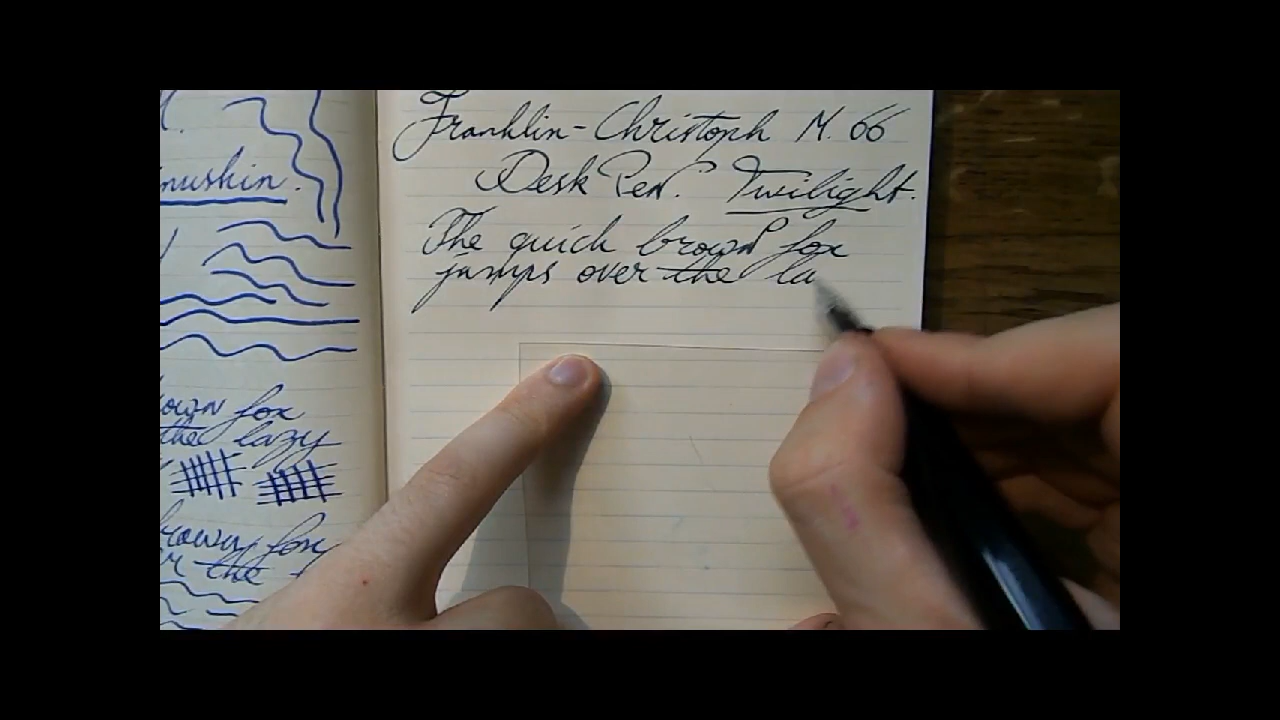 nushkin.
own fox
the lazy
rown fox
r the
Franklin-Christoph M. 66
Desk Pen. Twilight.
The quick brown fox
jumps over the la